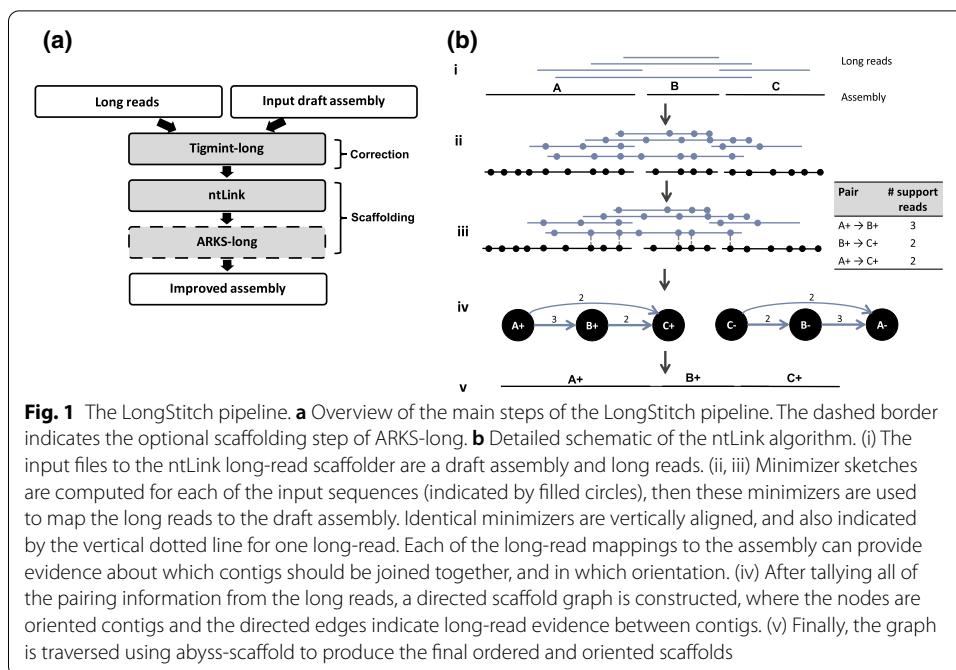 (a)
Long reads
Input draft assembly
Tigmint-long
Correction
ntLink
Scaffolding
ARKS-long
Improved assembly
(b)
i
Long reads
A B C
Assembly
ii
iii
Pair # support reads
A+ → B+ 3
B+ → C+ 2
A+ → C+ 2
iv
2
A+ 3 B+ 2 C+
2
C- 2 B- 3 A-
v
A+ B+ C+
Fig. 1 The LongStitch pipeline. a Overview of the main steps of the LongStitch pipeline. The dashed border
indicates the optional scaffolding step of ARKS-long. b Detailed schematic of the ntLink algorithm. (i) The
input files to the ntLink long-read scaffolder are a draft assembly and long reads. (ii, iii) Minimizer sketches
are computed for each of the input sequences (indicated by filled circles), then these minimizers are used
to map the long reads to the draft assembly. Identical minimizers are vertically aligned, and also indicated
by the vertical dotted line for one long-read. Each of the long-read mappings to the assembly can provide
evidence about which contigs should be joined together, and in which orientation. (iv) After tallying all of
the pairing information from the long reads, a directed scaffold graph is constructed, where the nodes are
oriented contigs and the directed edges indicate long-read evidence between contigs. (v) Finally, the graph
is traversed using abyss-scaffold to produce the final ordered and oriented scaffolds